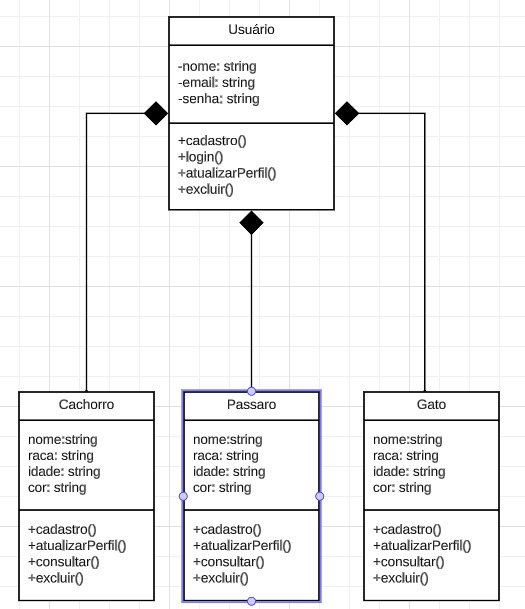 Usuário
-nome: string
-email: string
-senha: string
+cadastro()
+login()
+atualizarPerfil()
+excluir()
Cachorro
nome:string
raca: string
idade: string
cor: string
+cadastro()
+atualizarPerfil()
+consultar()
+excluir()
Passaro
nome:string
raca: string
idade: string
cor: string
+cadastro()
+atualizarPerfil()
+consultar()
+excluir()
Gato
nome:string
raca: string
idade: string
cor: string
+cadastro()
+atualizarPerfil()
+consultar()
+excluir()